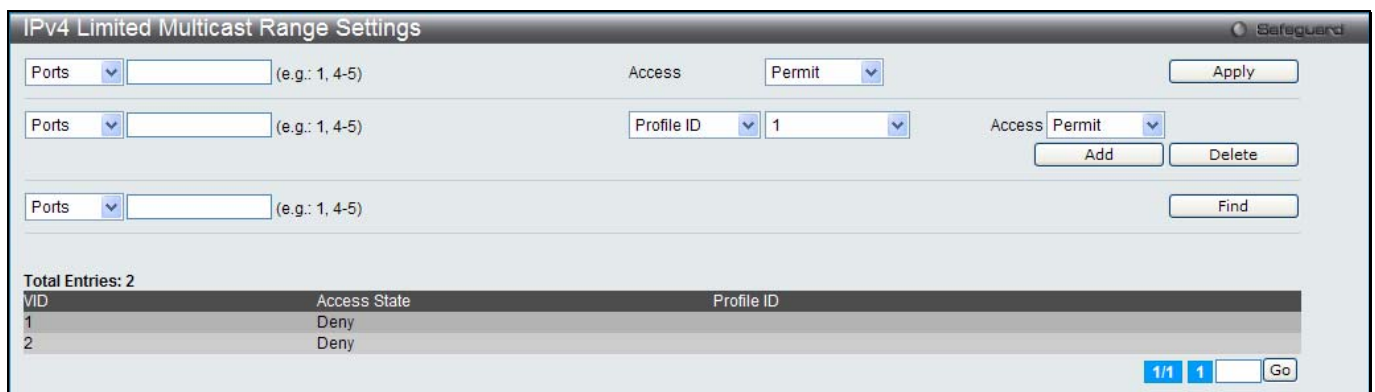 IPv4 Limited Multicast Range Settings
Safeguard
Ports (e.g.: 1, 4-5) Access Permit Apply
Ports (e.g.: 1, 4-5) Profile ID 1 Access Permit
Add Delete
Ports (e.g.: 1, 4-5) Find
Total Entries: 2
VID Access State Profile ID
1 Deny
2 Deny
1/1 1 Go